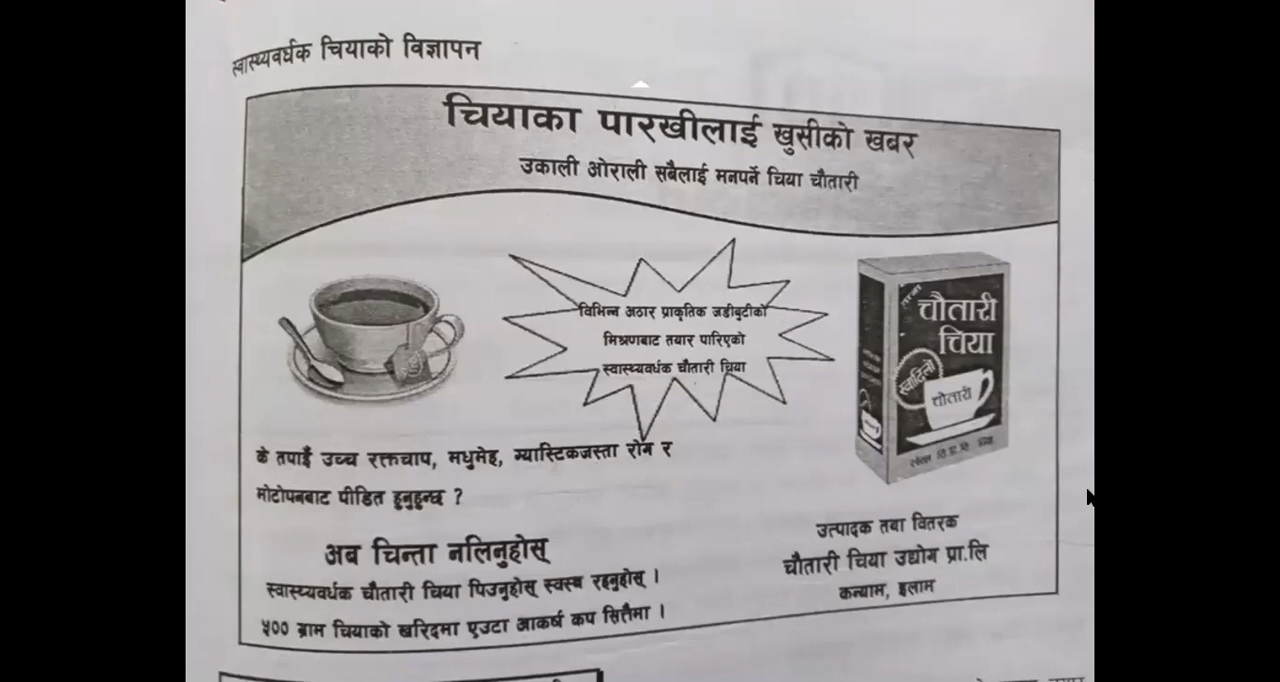 स्वास्थ्यवर्धक चियाको विज्ञापन
चियाका पारखीलाई खुसीको खबर
उकाली ओराली सबैलाई मनपर्ने चिया चौतारी
विभिन्न अठार प्राकृतिक जडीबुटीको
मिश्रणबाट तयार पारिएको
स्वास्थ्यवर्धक चौतारी चिया
ताजा
चौतारी
चिया
स्वादिलो
चौतारी
के तपाईँ उच्च रक्तचाप, मधुमेह, ग्यास्टिकजस्ता रोग र
मोटोपनबाट पीडित हुनुहुन्छ ?
अब चिन्ता नलिनुहोस्
स्वास्थ्यवर्धक चौतारी चिया पिउनुहोस् स्वस्थ रहनुहोस् ।
५०० ग्राम चियाको खरिदमा एउटा आकर्ष कप सित्तैमा ।
उत्पादक तथा वितरक
चौतारी चिया उद्योग प्रा.लि
कन्याम, इलाम